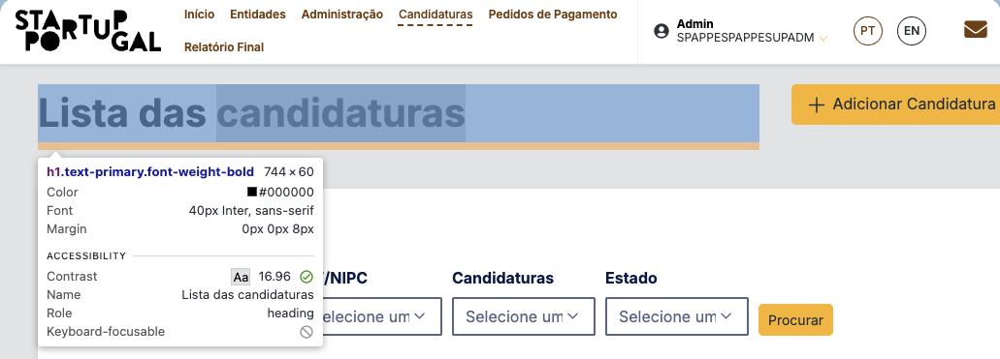 STARTUP
PORTUGAL
Início Entidades Administração Candidaturas Pedidos de Pagamento
Relatório Final
Admin
SPAPPESPAPPESUPADM
PT
EN
Lista das candidaturas
Adicionar Candidatura
h1.text-primary.font-weight-bold 744 × 60
Color #000000
Font 40px Inter, sans-serif
Margin 0px 0px 8px
ACCESSIBILITY
Contrast Aa 16.96
Name Lista das candidaturas
Role heading
Keyboard-focusable
/NIPC Candidaturas Estado
elecione um Selecione um Selecione um Procurar